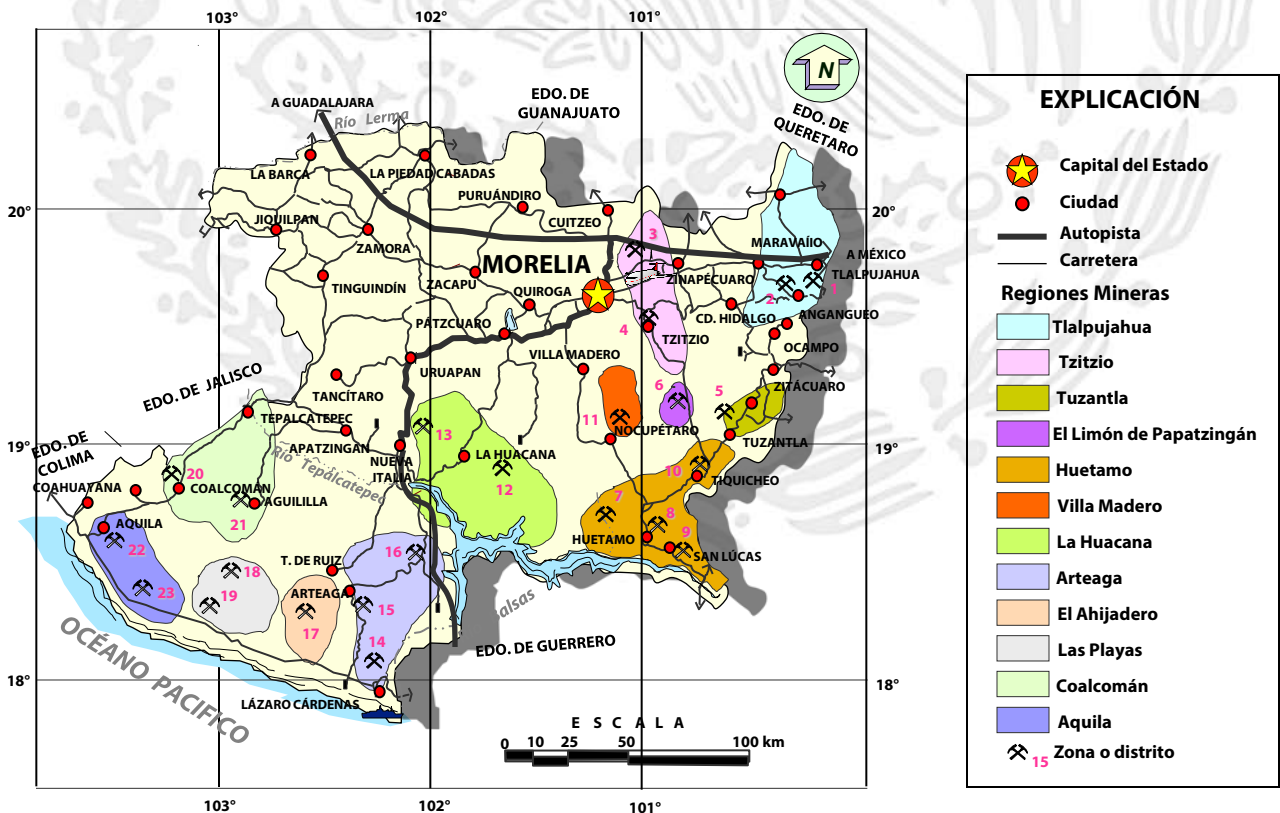 103°
102°
101°
N
EDO. DE
GUANAJUATO
EDO. DE
QUERETARO
A GUADALAJARA
Río Lerma
LA BARCA
LA PIEDAD CABADAS
PURUÁNDIRO
CUITZEO
20°
20°
JIQUILPAN
ZAMORA
3
MARAVAÍIO
A MÉXICO
MORELIA
ZINAPÉCUARO
TLALPUJAHUA
TINGUINDÍN
ZACAPU
QUIROGA
2
1
CD. HIDALGO
ANGANGUEO
PÁTZCUARO
4
TZITZIO
OCAMPO
VILLA MADERO
EDO. DE JALISCO
URUAPAN
ZITÁCUARO
TANCÍTARO
6
5
TEPALCATEPEC
11
APATZINGÁN
13
NOCUPÉTARO
TUZANTLA
19°
19°
EDO. DE
COLIMA
Río Tepalcatepec
NUEVA
ITALIA
LA HUACANA
10
TIQUICHEO
20
COAHUAYANA
COALCOMÁN
12
AGUILILLA
7
21
8
AQUILA
9
22
HUETAMO
SAN LÚCAS
16
T. DE RUIZ
18
23
19
ARTEAGA
15
alsas
17
14
EDO. DE GUERRERO
OCÉANO PACIFICO
18°
18°
LÁZARO CÁRDENAS
ESCALA
0 10 25 50 100 km
103°
102°
101°
EXPLICACIÓN
Capital del Estado
Ciudad
Autopista
Carretera
Regiones Mineras
Tlalpujahua
Tzitzio
Tuzantla
El Limón de Papatzingán
Huetamo
Villa Madero
La Huacana
Arteaga
El Ahijadero
Las Playas
Coalcomán
Aquila
15 Zona o distrito